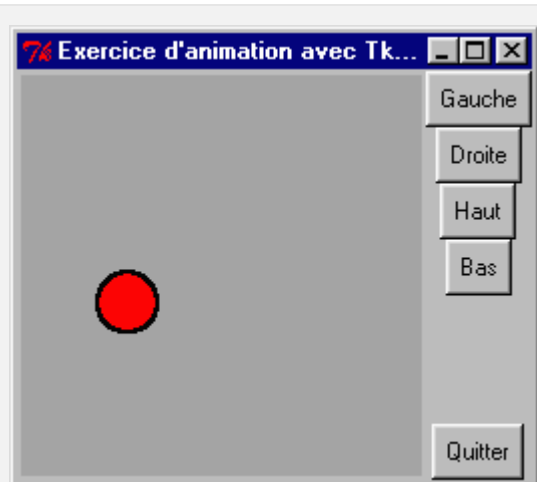 Exercice d'animation avec Tk...
Gauche
Droite
Haut
Bas
Quitter